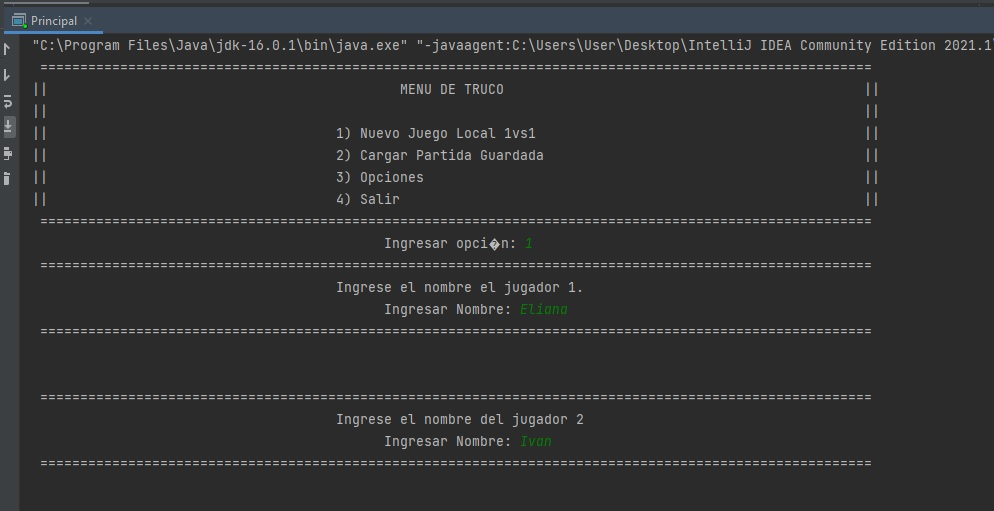 Principal
"C:\Program Files\Java\jdk-16.0.1\bin\java.exe" "-javaagent:C:\Users\User\Desktop\IntelliJ IDEA Community Edition 2021.1\
========================================================================================================
|| MENU DE TRUCO ||
|| ||
|| 1) Nuevo Juego Local 1vs1 ||
|| 2) Cargar Partida Guardada ||
|| 3) Opciones ||
|| 4) Salir ||
========================================================================================================
Ingresar opci�n: 1
========================================================================================================
Ingrese el nombre el jugador 1.
Ingresar Nombre: Eliana
========================================================================================================
========================================================================================================
Ingrese el nombre del jugador 2
Ingresar Nombre: Ivan
========================================================================================================